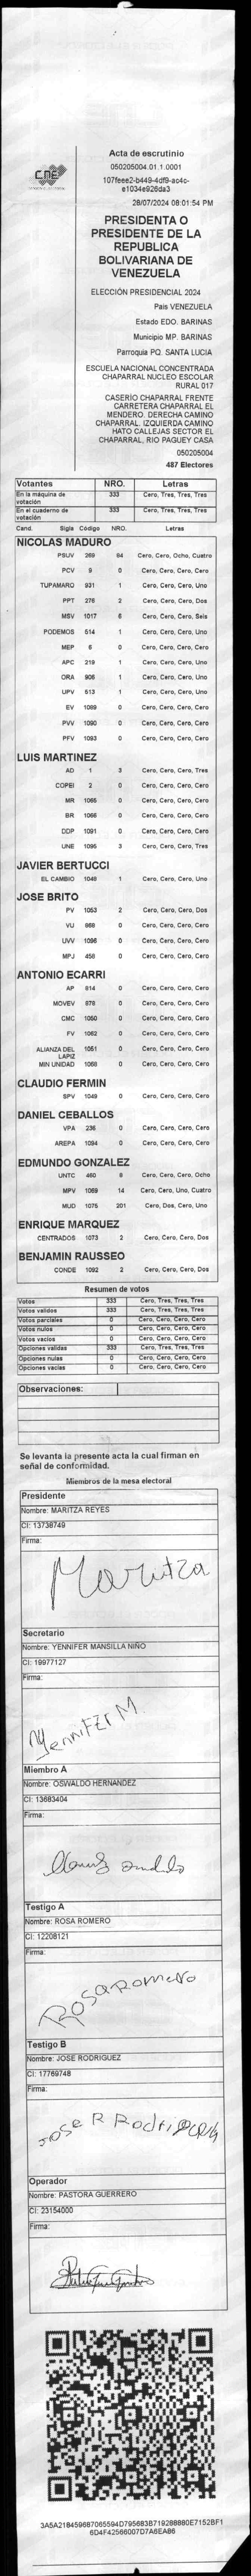 CNE
Acta de escrutinio
050205004.01.1.0001
107feee2-b449-4df9-ac4c-
e1034e926da3
28/07/2024 08:01:54 PM
PRESIDENTA O
PRESIDENTE DE LA
REPUBLICA
BOLIVARIANA DE
VENEZUELA
ELECCIÓN PRESIDENCIAL 2024
Pais VENEZUELA
Estado EDO. BARINAS
Municipio MP. BARINAS
Parroquia PQ. SANTA LUCIA
ESCUELA NACIONAL CONCENTRADA
CHAPARRAL NUCLEO ESCOLAR
RURAL 017
CASERÍO CHAPARRAL FRENTE
CARRETERA CHAPARRAL EL
MENDERO. DERECHA CAMINO
CHAPARRAL. IZQUIERDA CAMINO
HATO CALLEJAS SECTOR EL
CHAPARRAL, RIO PAGUEY CASA
050205004
487 Electores
Votantes NRO. Letras
En la máquina de votación 333 Cero, Tres, Tres, Tres
En el cuaderno de votación 333 Cero, Tres, Tres, Tres
Cand. Sigla Código NRO. Letras
NICOLAS MADURO
PSUV 269 84 Cero, Cero, Ocho, Cuatro
PCV 9 0 Cero, Cero, Cero, Cero
TUPAMARO 931 1 Cero, Cero, Cero, Uno
PPT 276 2 Cero, Cero, Cero, Dos
MSV 1017 6 Cero, Cero, Cero, Seis
PODEMOS 514 1 Cero, Cero, Cero, Uno
MEP 6 0 Cero, Cero, Cero, Cero
APC 219 1 Cero, Cero, Cero, Uno
ORA 906 1 Cero, Cero, Cero, Uno
UPV 513 1 Cero, Cero, Cero, Uno
EV 1089 0 Cero, Cero, Cero, Cero
PVV 1090 0 Cero, Cero, Cero, Cero
PFV 1093 0 Cero, Cero, Cero, Cero
LUIS MARTINEZ
AD 1 3 Cero, Cero, Cero, Tres
COPEI 2 0 Cero, Cero, Cero, Cero
MR 1065 0 Cero, Cero, Cero, Cero
BR 1066 0 Cero, Cero, Cero, Cero
DDP 1091 0 Cero, Cero, Cero, Cero
UNE 1095 3 Cero, Cero, Cero, Tres
JAVIER BERTUCCI
EL CAMBIO 1046 1 Cero, Cero, Cero, Uno
JOSE BRITO
PV 1053 2 Cero, Cero, Cero, Dos
VU 868 0 Cero, Cero, Cero, Cero
UVV 1096 0 Cero, Cero, Cero, Cero
MPJ 458 0 Cero, Cero, Cero, Cero
ANTONIO ECARRI
AP 814 0 Cero, Cero, Cero, Cero
MOVEV 878 0 Cero, Cero, Cero, Cero
CMC 1050 0 Cero, Cero, Cero, Cero
FV 1062 0 Cero, Cero, Cero, Cero
ALIANZA DEL LAPIZ 1051 0 Cero, Cero, Cero, Cero
MIN UNIDAD 1068 0 Cero, Cero, Cero, Cero
CLAUDIO FERMIN
SPV 1049 0 Cero, Cero, Cero, Cero
DANIEL CEBALLOS
VPA 236 0 Cero, Cero, Cero, Cero
AREPA 1094 0 Cero, Cero, Cero, Cero
EDMUNDO GONZALEZ
UNTC 460 8 Cero, Cero, Cero, Ocho
MPV 1069 14 Cero, Cero, Uno, Cuatro
MUD 1075 201 Cero, Dos, Cero, Uno
ENRIQUE MARQUEZ
CENTRADOS 1073 2 Cero, Cero, Cero, Dos
BENJAMIN RAUSSEO
CONDE 1092 2 Cero, Cero, Cero, Dos
Resumen de votos
Votos 333 Cero, Tres, Tres, Tres
Votos validos 333 Cero, Tres, Tres, Tres
Votos parciales 0 Cero, Cero, Cero, Cero
Votos nulos 0 Cero, Cero, Cero, Cero
Votos vacios 0 Cero, Cero, Cero, Cero
Opciones validas 333 Cero, Tres, Tres, Tres
Opciones nulas 0 Cero, Cero, Cero, Cero
Opciones vacias 0 Cero, Cero, Cero, Cero
Observaciones:
Se levanta la presente acta la cual firman en
señal de conformidad.
Miembros de la mesa electoral
Presidente
Nombre: MARITZA REYES
CI: 13738749
Firma:
Maritza
Secretario
Nombre: YENNIFER MANSILLA NIÑO
CI: 19977127
Firma:
Yennifer M.
Miembro A
Nombre: OSWALDO HERNANDEZ
CI: 13683404
Firma:
Testigo A
Nombre: ROSA ROMERO
CI: 12208121
Firma:
Rosa Romero
Testigo B
Nombre: JOSE RODRIGUEZ
CI: 17769748
Firma:
Jose R Rodriguez
Operador
Nombre: PASTORA GUERRERO
CI: 23154000
Firma:
3A5A218459687065594D795683B719288880E7152BF1
6D4F42566007D7A6EA86